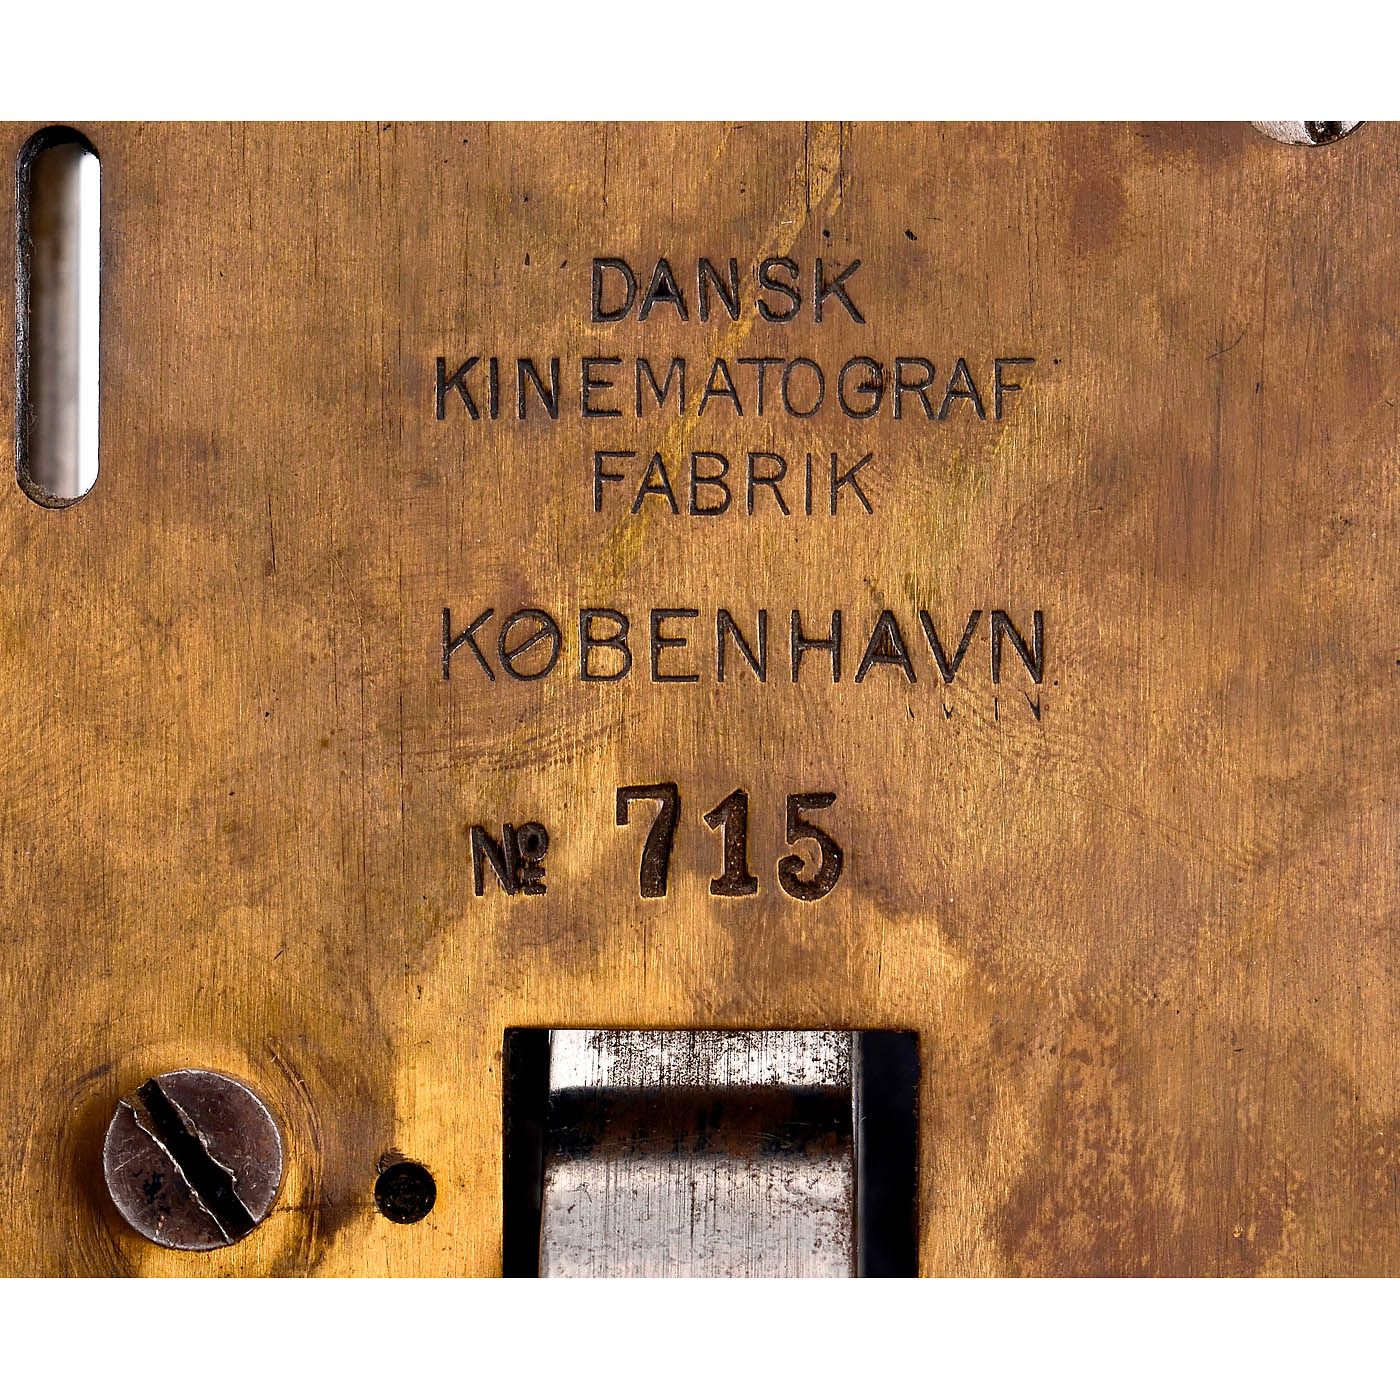 DANSK
KINEMATOGRAF
FABRIK
KØBENHAVN
№ 715